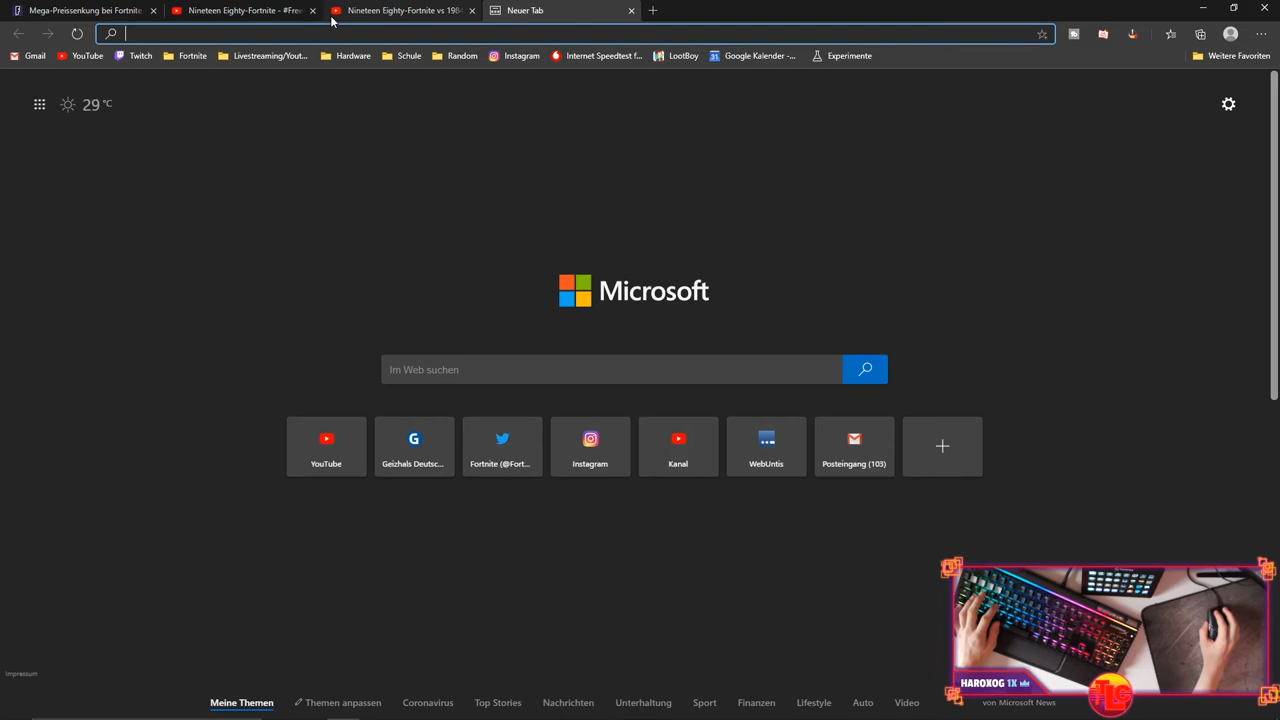 Mega-Preissenkung bei Fortnite
Nineteen Eighty-Fortnite - #Free
Nineteen Eighty-Fortnite vs 1984
Neuer Tab
Gmail
YouTube
Twitch
Fortnite
Livestreaming/Yout...
Hardware
Schule
Random
Instagram
Internet Speedtest f...
LootBoy
Google Kalender -...
Experimente
Weitere Favoriten
29 °C
Microsoft
Im Web suchen
YouTube
Geizhals Deutsc...
Fortnite (@Fort...
Instagram
Kanal
WebUntis
Posteingang (103)
HAROXOG 1X
TLC
Impressum
Meine Themen
Themen anpassen
Coronavirus
Top Stories
Nachrichten
Unterhaltung
Sport
Finanzen
Lifestyle
Auto
Video
von Microsoft News